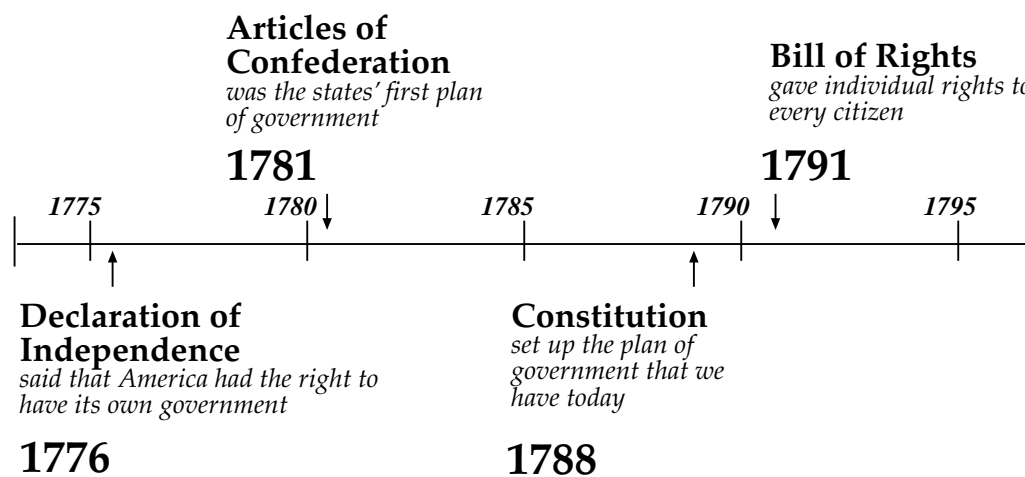 Articles of
Confederation
was the states' first plan
of government
1781
Bill of Rights
gave individual rights to
every citizen
1791
1775
1780
1785
1790
1795
Declaration of
Independence
said that America had the right to
have its own government
1776
Constitution
set up the plan of
government that we
have today
1788